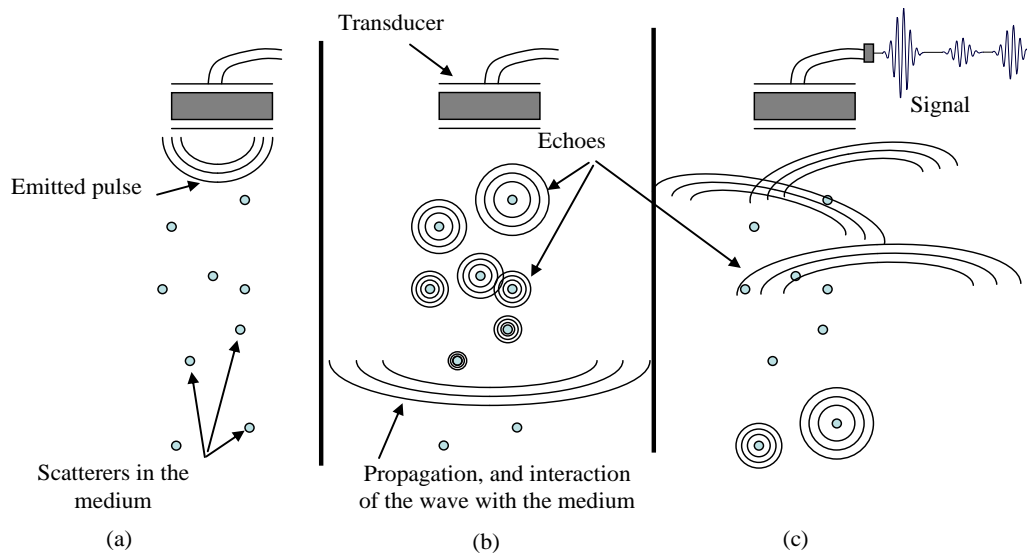 Transducer
Signal
Echoes
Emitted pulse
Scatterers in the
medium
Propagation, and interaction
of the wave with the medium
(a)
(b)
(c)